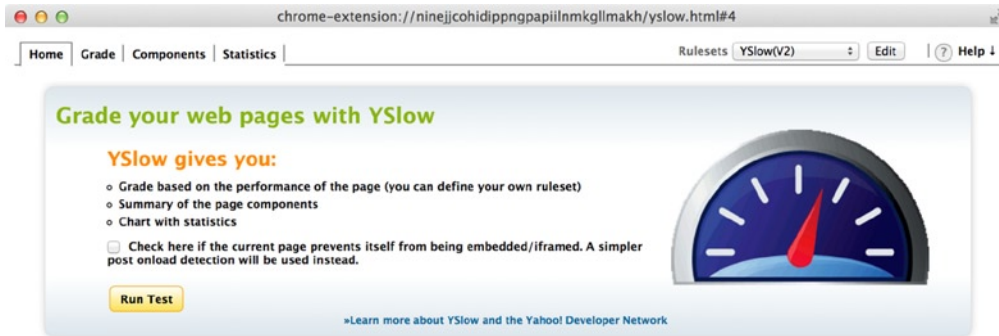 chrome-extension://ninejjcohidippngpapiilnmkgllmakh/yslow.html#4
Home Grade Components Statistics Rulesets YSlow(V2) Edit ? Help ↓
Grade your web pages with YSlow
YSlow gives you:
Grade based on the performance of the page (you can define your own ruleset)
Summary of the page components
Chart with statistics
Check here if the current page prevents itself from being embedded/iframed. A simpler
post onload detection will be used instead.
Run Test
»Learn more about YSlow and the Yahoo! Developer Network